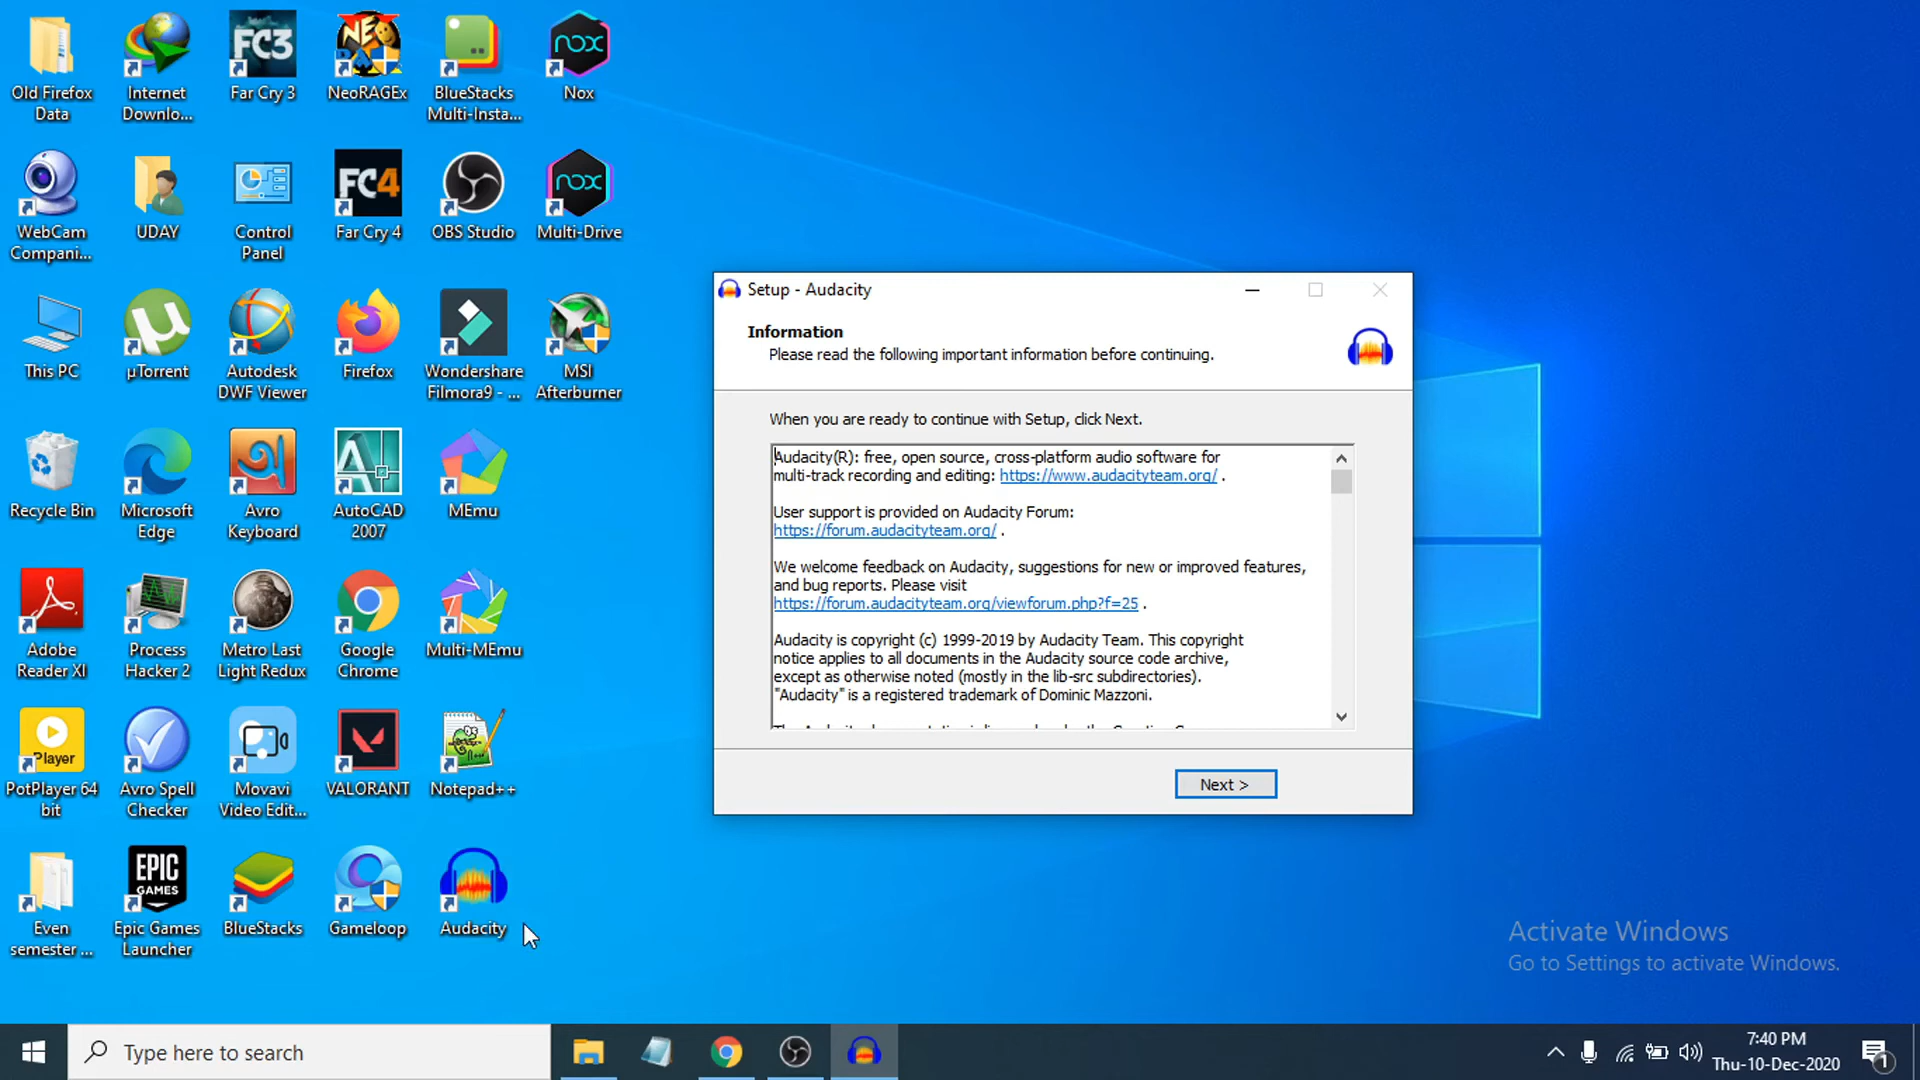 Old Firefox
Data
Internet
Downlo...
FC3
Far Cry 3
NEO
NeoRAGEx
BlueStacks
Multi-Insta...
nox
Nox
WebCam
Compani...
UDAY
Control
Panel
FC4
Far Cry 4
OBS Studio
nox
Multi-Drive
This PC
µ
µTorrent
Autodesk
DWF Viewer
Firefox
Wondershare
Filmora9 - ...
MSI
Afterburner
Recycle Bin
Microsoft
Edge
Avro
Keyboard
AutoCAD
2007
MEmu
Adobe
Reader XI
Process
Hacker 2
Metro Last
Light Redux
Google
Chrome
Multi-MEmu
Player
PotPlayer 64
bit
Avro Spell
Checker
Movavi
Video Edit...
VALORANT
Notepad++
Even
semester ...
EPIC
GAMES
Epic Games
Launcher
BlueStacks
Gameloop
Audacity
Setup - Audacity
Information
Please read the following important information before continuing.
When you are ready to continue with Setup, click Next.
Audacity(R): free, open source, cross-platform audio software for
multi-track recording and editing: https://www.audacityteam.org/ .
User support is provided on Audacity Forum:
https://forum.audacityteam.org/ .
We welcome feedback on Audacity, suggestions for new or improved features,
and bug reports. Please visit
https://forum.audacityteam.org/viewforum.php?f=25 .
Audacity is copyright (c) 1999-2019 by Audacity Team. This copyright
notice applies to all documents in the Audacity source code archive,
except as otherwise noted (mostly in the lib-src subdirectories).
"Audacity" is a registered trademark of Dominic Mazzoni.
Next >
Activate Windows
Go to Settings to activate Windows.
Type here to search
7:40 PM
Thu-10-Dec-2020
1